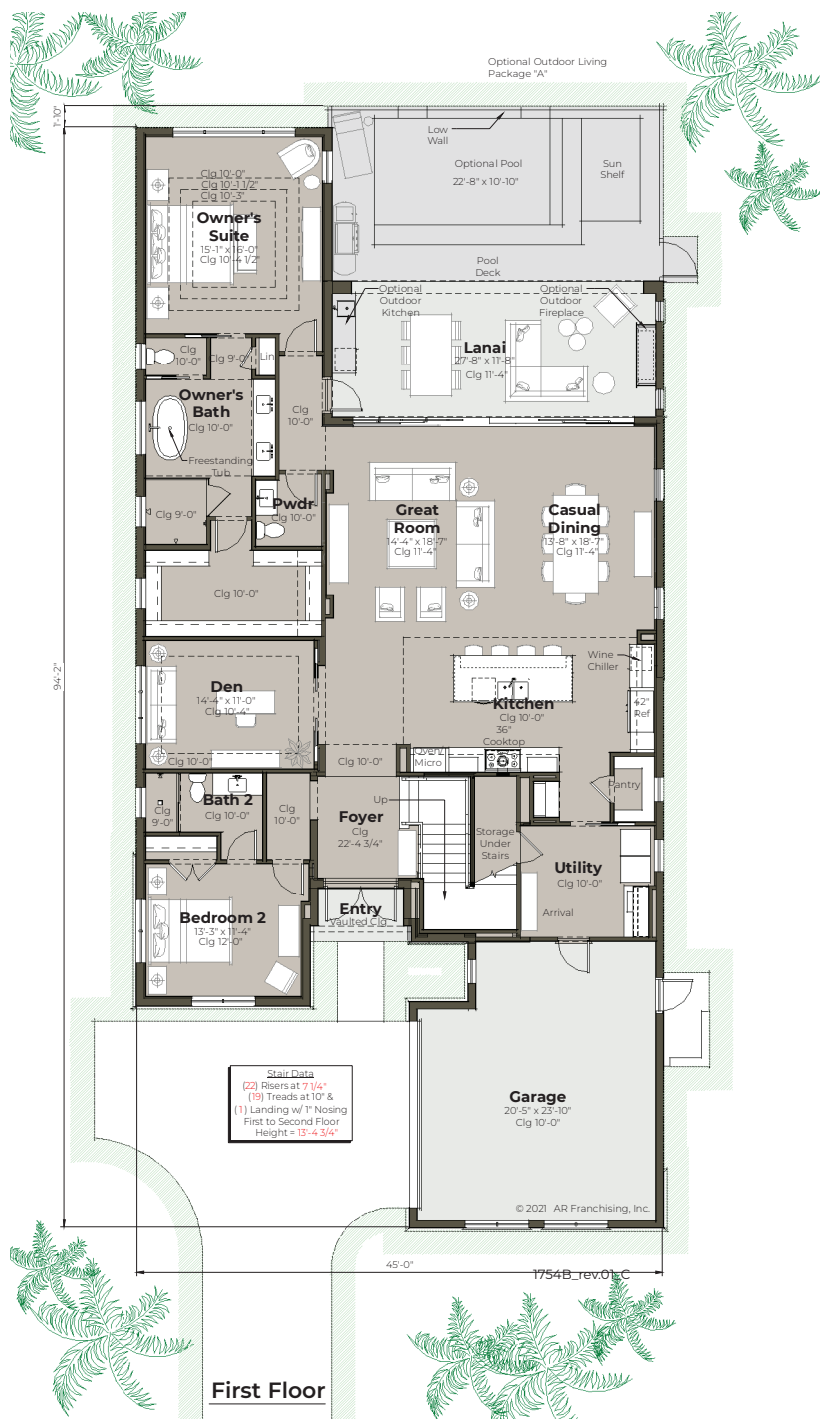 Optional Outdoor Living
Package "A"
1'-10"
Low
Wall
Optional Pool
22'-8" x 10'-10"
Sun
Shelf
Pool
Deck
Clg 10'-0"
Clg 10'-1 1/2"
Clg 10'-3"
Owner's
Suite
15'-1" x 16'-0"
Clg 10'-4 1/2"
Optional
Outdoor
Kitchen
Optional
Outdoor
Fireplace
Lanai
27'-8" x 11'-8"
Clg 11'-4"
Clg
10'-0"
Clg 9'-0"
Lin
Owner's
Bath
Clg 10'-0"
Freestanding
Tub
Clg
10'-0"
Clg 9'-0"
Pwdr
Clg 10'-0"
Great
Room
14'-4" x 18'-7"
Clg 11'-4"
Casual
Dining
13'-8" x 18'-7"
Clg 11'-4"
Clg 10'-0"
94'-2"
Den
14'-4" x 11'-0"
Clg 10'-4"
Clg 10'-0"
Wine
Chiller
Kitchen
Clg 10'-0"
36"
Cooktop
42"
Ref
Oven/
Micro
Clg 10'-0"
Pantry
Clg
9'-0"
Bath 2
Clg 10'-0"
Clg
10'-0"
Foyer
Clg
22'-4 3/4"
Up
Storage
Under
Stairs
Utility
Clg 10'-0"
Arrival
Entry
Vaulted Clg
Bedroom 2
13'-3" x 11'-4"
Clg 12'-0"
Stair Data
(22) Risers at 7 1/4"
(19) Treads at 10" &
(1) Landing w/ 1" Nosing
First to Second Floor
Height = 13'-4 3/4"
Garage
20'-5" x 23'-10"
Clg 10'-0"
© 2021 AR Franchising, Inc.
45'-0"
1754B_rev.01-C
First Floor